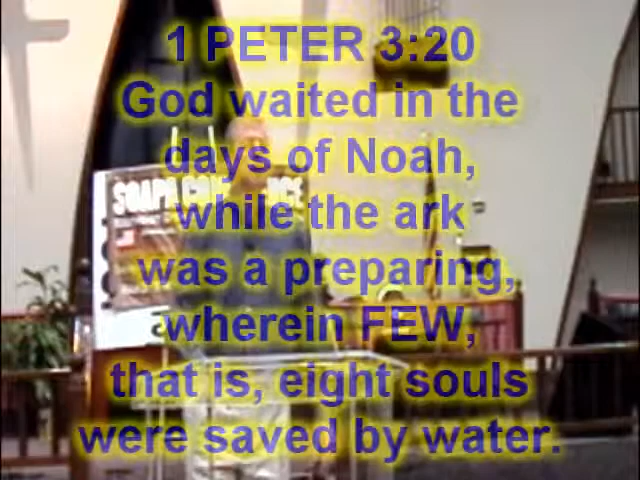 1 PETER 3:20
God waited in the
days of Noah,
while the ark
was a preparing,
wherein FEW,
that is, eight souls
were saved by water.